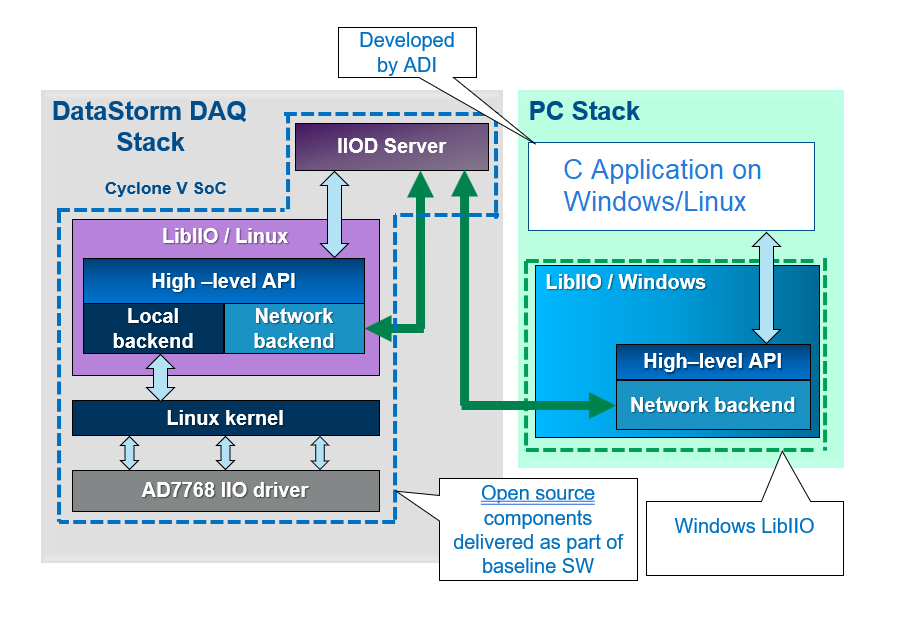 Developed
by ADI
DataStorm DAQ
Stack
Cyclone V SoC
IIOD Server
LibIIO / Linux
High –level API
Local
backend
Network
backend
Linux kernel
AD7768 IIO driver
Open source
components
delivered as part of
baseline SW
PC Stack
C Application on
Windows/Linux
LibIIO / Windows
High–level API
Network backend
Windows LibIIO